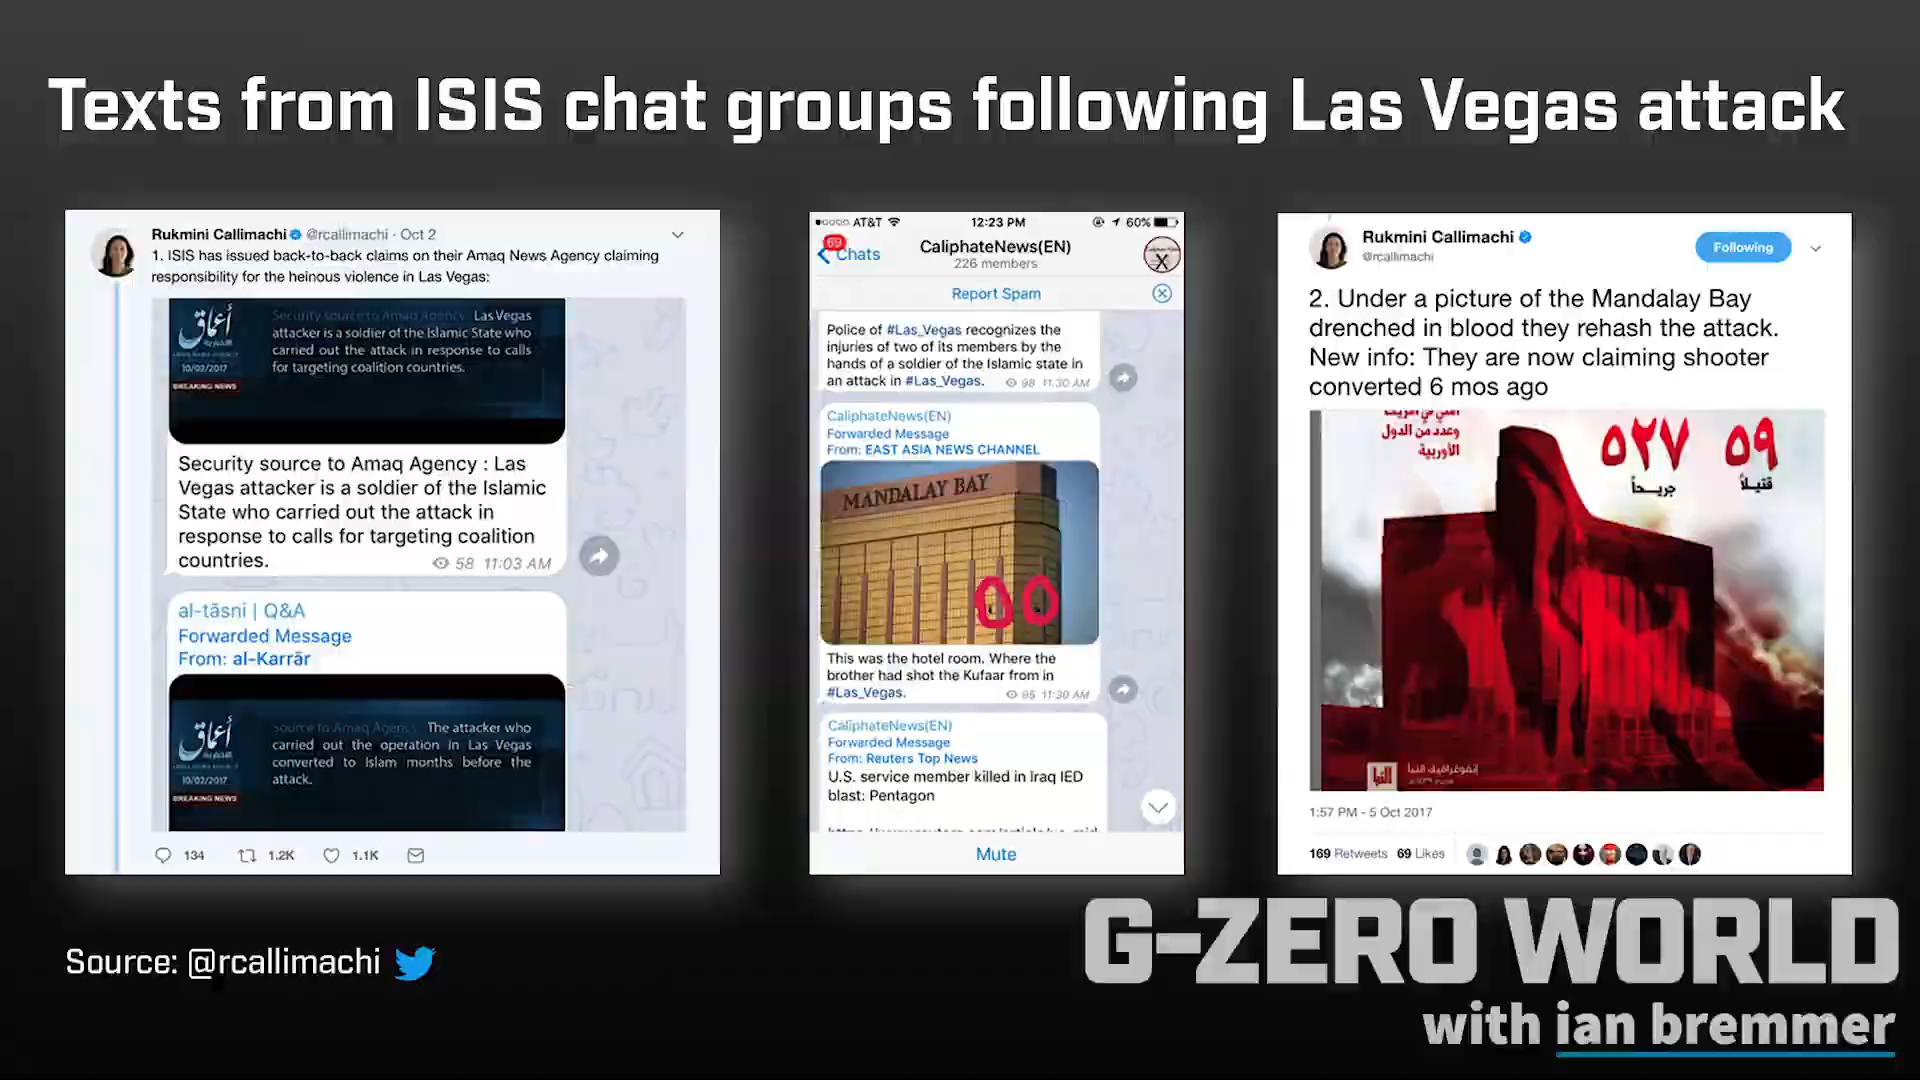 Texts from ISIS chat groups following Las Vegas attack
Rukmini Callimachi @rcallimachi · Oct 2
1. ISIS has issued back-to-back claims on their Amaq News Agency claiming
responsibility for the heinous violence in Las Vegas:
أعماق
Security source to Amaq Agency: Las Vegas
attacker is a soldier of the Islamic State who
carried out the attack in response to calls
for targeting coalition countries.
10/02/2017
BREAKING NEWS
Security source to Amaq Agency : Las
Vegas attacker is a soldier of the Islamic
State who carried out the attack in
response to calls for targeting coalition
countries.
58 11:03 AM
al-tāsni | Q&A
Forwarded Message
From: al-Karrār
أعماق
Source to Amaq Agency: The attacker who
carried out the operation in Las Vegas
converted to Islam months before the
attack.
10/02/2017
BREAKING NEWS
134 1.2K 1.1K
AT&T 12:23 PM 60%
69
Chats
CaliphateNews(EN)
226 members
Report Spam
Police of #Las_Vegas recognizes the
injuries of two of its members by the
hands of a soldier of the Islamic state in
an attack in #Las_Vegas. 98 11:30 AM
CaliphateNews(EN)
Forwarded Message
From: EAST ASIA NEWS CHANNEL
MANDALAY BAY
This was the hotel room. Where the
brother had shot the Kufaar from in
#Las_Vegas. 95 11:30 AM
CaliphateNews(EN)
Forwarded Message
From: Reuters Top News
U.S. service member killed in Iraq IED
blast: Pentagon
Mute
Rukmini Callimachi
@rcallimachi
Following
2. Under a picture of the Mandalay Bay
drenched in blood they rehash the attack.
New info: They are now claiming shooter
converted 6 mos ago
وعدد من الدول
الأوربية
٥٩ ٥٢٧
قتيلاً جريحاً
النبأ
إنفوغرافيك النبأ
1:57 PM - 5 Oct 2017
169 Retweets 69 Likes
Source: @rcallimachi
G-ZERO WORLD
with ian bremmer